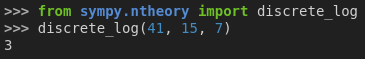 >>> from sympy.ntheory import discrete_log
>>> discrete_log(41, 15, 7)
3